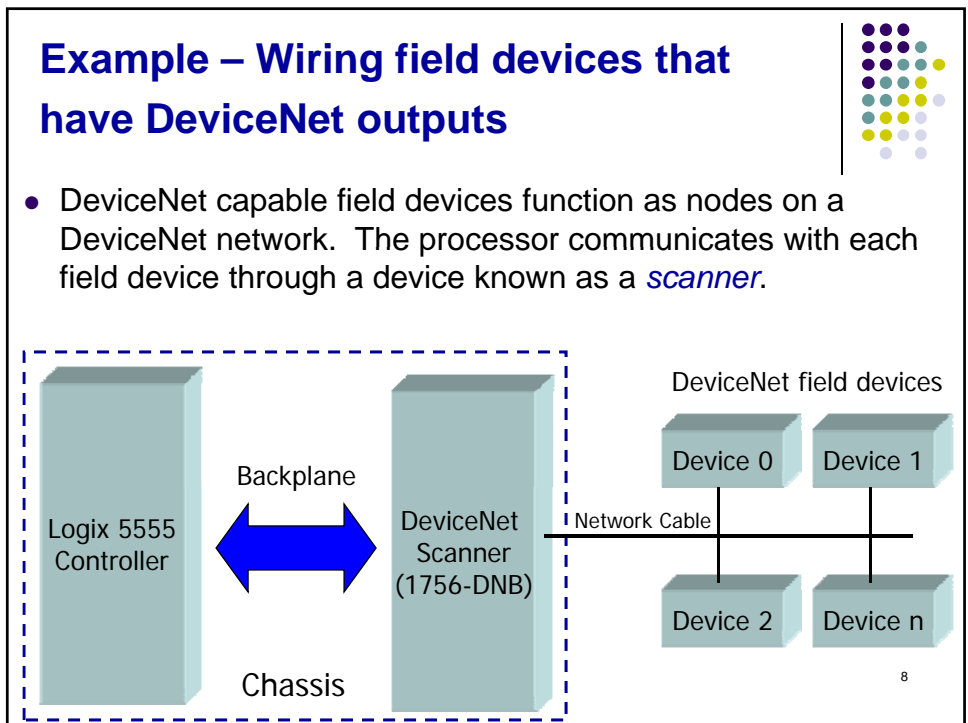 Example – Wiring field devices that
have DeviceNet outputs
DeviceNet capable field devices function as nodes on a
DeviceNet network. The processor communicates with each
field device through a device known as a scanner.
DeviceNet field devices
Device 0
Device 1
Backplane
Logix 5555
Controller
DeviceNet
Scanner
(1756-DNB)
Network Cable
Device 2
Device n
Chassis
8